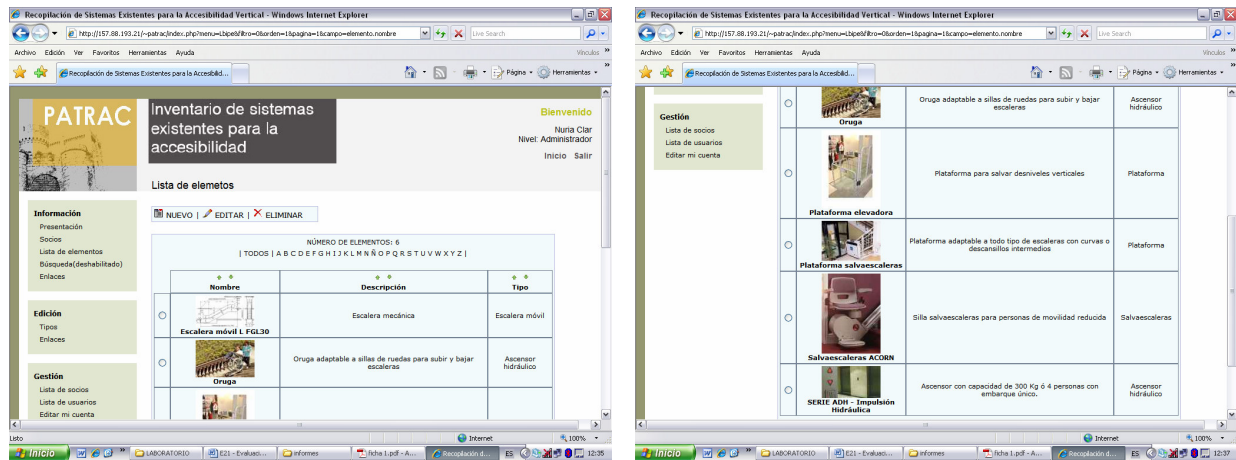 Recopilación de Sistemas Existentes para la Accesibilidad Vertical - Windows Internet Explorer
http://157.88.193.21/~patrac/index.php?menu=Lbipe&filtro=0&orden=1&pagina=1&campo=elemento.nombre
Live Search
Archivo Edición Ver Favoritos Herramientas Ayuda
Vínculos
Recopilación de Sistemas Existentes para la Accesibilid...
Página Herramientas
PATRAC
Inventario de sistemas
existentes para la
accesibilidad
Bienvenido
Nuria Clar
Nivel: Administrador
Inicio Salir
Lista de elemetos
Información
Presentación
Socios
Lista de elementos
Búsqueda(deshabilitado)
Enlaces
Edición
Tipos
Enlaces
Gestión
Lista de socios
Lista de usuarios
Editar mi cuenta
NUEVO | EDITAR | ELIMINAR
NÚMERO DE ELEMENTOS: 6
| TODOS | A B C D E F G H I J K L M N Ñ O P Q R S T U V W X Y Z |
Nombre Descripción Tipo
Escalera móvil L FGL30 Escalera mecánica Escalera móvil
Oruga adaptable a sillas de ruedas para subir y bajar
escaleras
Ascensor
hidráulico
Oruga
Listo
Internet
100%
Inicio
LABORATORIO
E21 - Evaluaci...
informes
ficha 1.pdf - A...
Recopilación d...
ES
12:35
Recopilación de Sistemas Existentes para la Accesibilidad Vertical - Windows Internet Explorer
http://157.88.193.21/~patrac/index.php?menu=Lbipe&filtro=0&orden=1&pagina=1&campo=elemento.nombre
Live Search
Archivo Edición Ver Favoritos Herramientas Ayuda
Vínculos
Recopilación de Sistemas Existentes para la Accesibilid...
Página Herramientas
Gestión
Lista de socios
Lista de usuarios
Editar mi cuenta
Oruga adaptable a sillas de ruedas para subir y bajar
escaleras
Ascensor
hidráulico
Oruga
Plataforma para salvar desniveles verticales
Plataforma
Plataforma elevadora
Plataforma adaptable a todo tipo de escaleras con curvas o
descansillos intermedios
Plataforma
Plataforma salvaescaleras
Silla salvaescaleras para personas de movilidad reducida
Salvaescaleras
Salvaescaleras ACORN
Ascensor con capacidad de 300 Kg ó 4 personas con
embarque único.
Ascensor
hidráulico
SERIE ADH - Impulsión
Hidráulica
Internet
100%
Inicio
LABORATORIO
E21 - Evaluaci...
informes
ficha 1.pdf - A...
Recopilación d...
ES
12:37